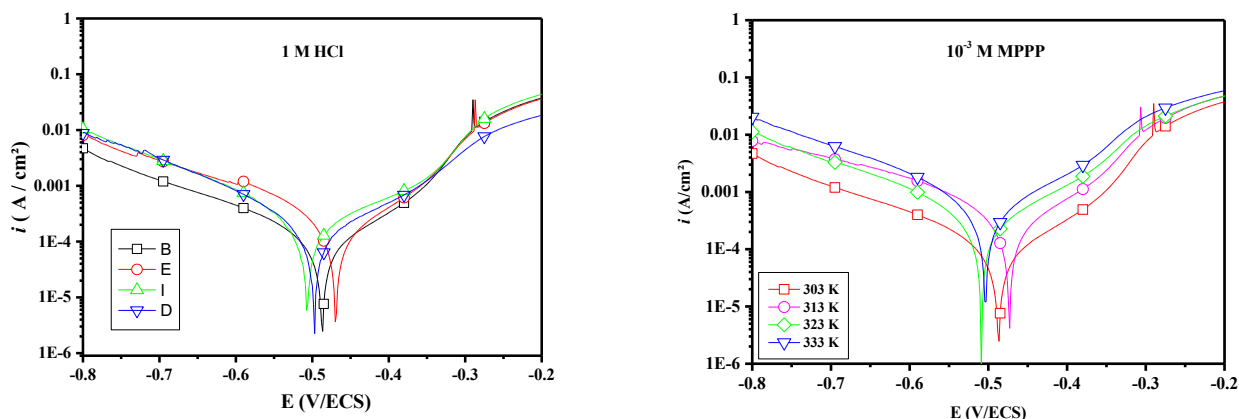 1 M HCl
i ( A / cm²)
1
0.1
0.01
0.001
1E-4
1E-5
1E-6
B
E
I
D
-0.8 -0.7 -0.6 -0.5 -0.4 -0.3 -0.2
E (V/ECS)
10⁻³ M MPPP
i (A/cm²)
1
0.1
0.01
0.001
1E-4
1E-5
1E-6
303 K
313 K
323 K
333 K
-0.8 -0.7 -0.6 -0.5 -0.4 -0.3 -0.2
E (V/ECS)